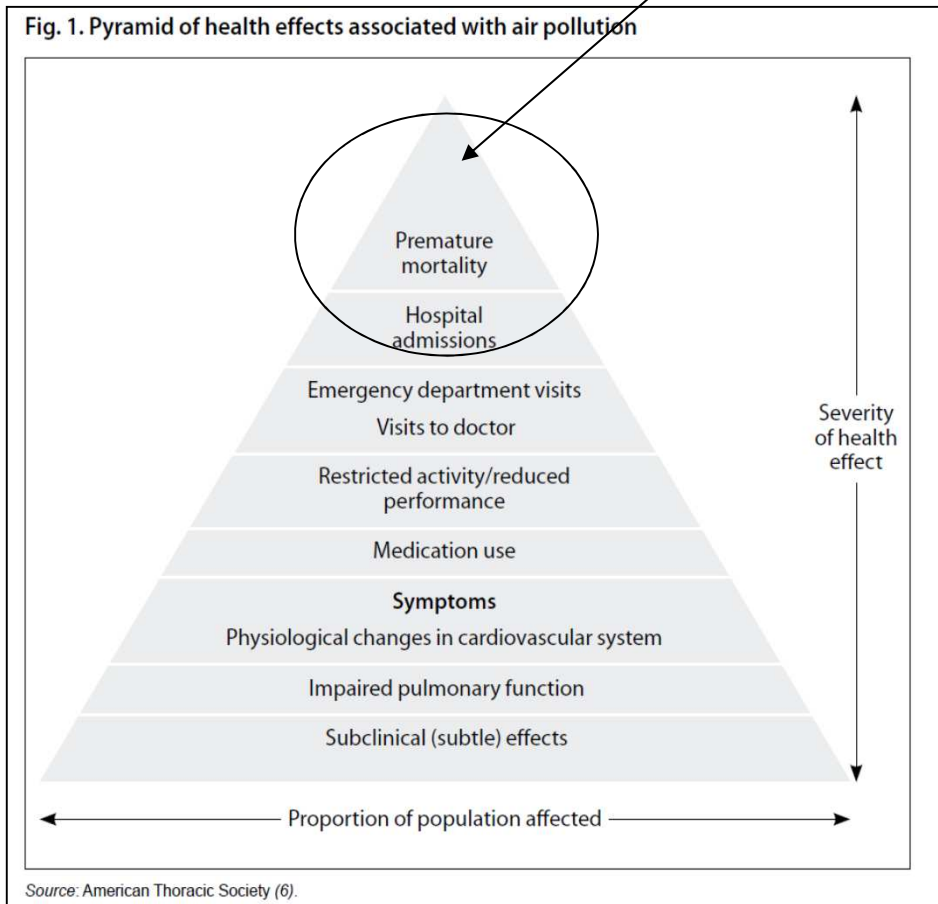 Fig. 1. Pyramid of health effects associated with air pollution
Premature
mortality
Hospital
admissions
Emergency department visits
Visits to doctor
Restricted activity/reduced
performance
Medication use
Symptoms
Physiological changes in cardiovascular system
Impaired pulmonary function
Subclinical (subtle) effects
Severity
of health
effect
Proportion of population affected
Source: American Thoracic Society (6).